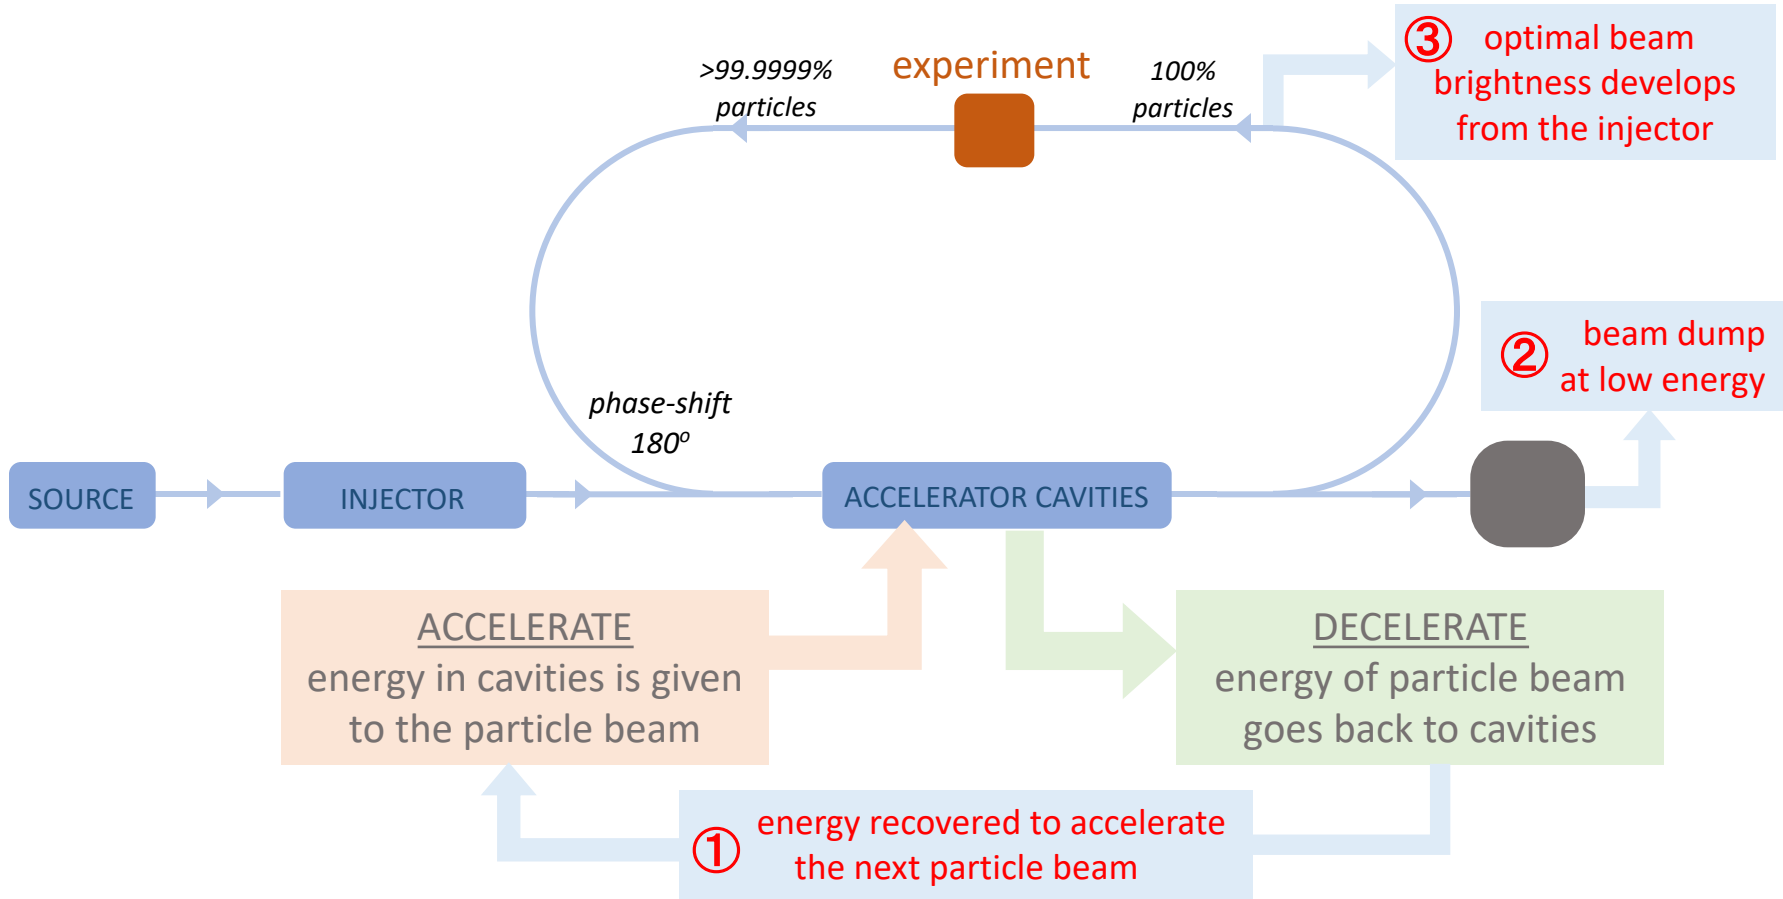 >99.9999%
particles
experiment
100%
particles
③ optimal beam
brightness develops
from the injector
② beam dump
at low energy
phase-shift
180º
SOURCE
INJECTOR
ACCELERATOR CAVITIES
ACCELERATE
energy in cavities is given
to the particle beam
DECELERATE
energy of particle beam
goes back to cavities
① energy recovered to accelerate
the next particle beam